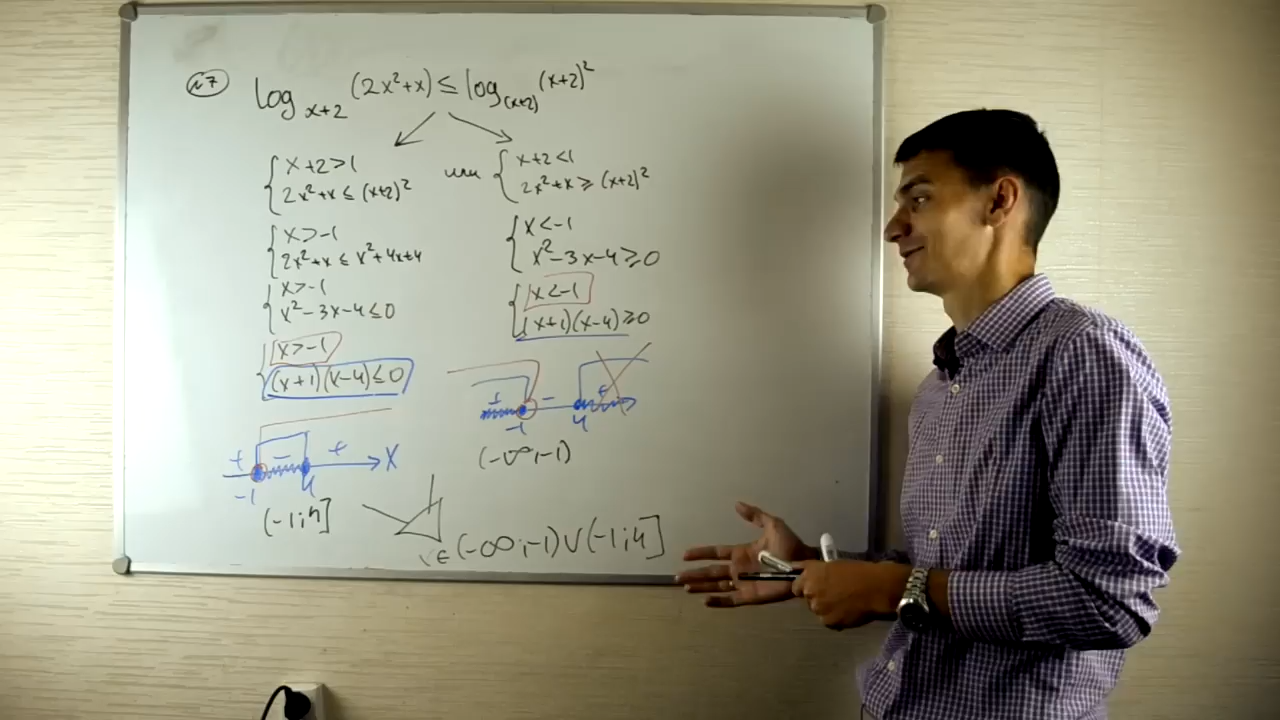 №7
log_{x+2} (2x²+x) ≤ log_{(x+2)} (x+2)²
{ x+2>1
2x²+x ≤ (x+2)²
{ x>-1
2x²+x ≤ x²+4x+4
{ x>-1
x²-3x-4≤0
{ x>-1
(x+1)(x-4)≤0
+ - + x
-1 4
(-1;4]
или { x+2<1
2x²+x ≥ (x+2)²
{ x<-1
x²-3x-4≥0
{ x<-1
(x+1)(x-4)≥0
+ - +
-1 4
(-∞;-1)
x∈(-∞;-1)∪(-1;4]